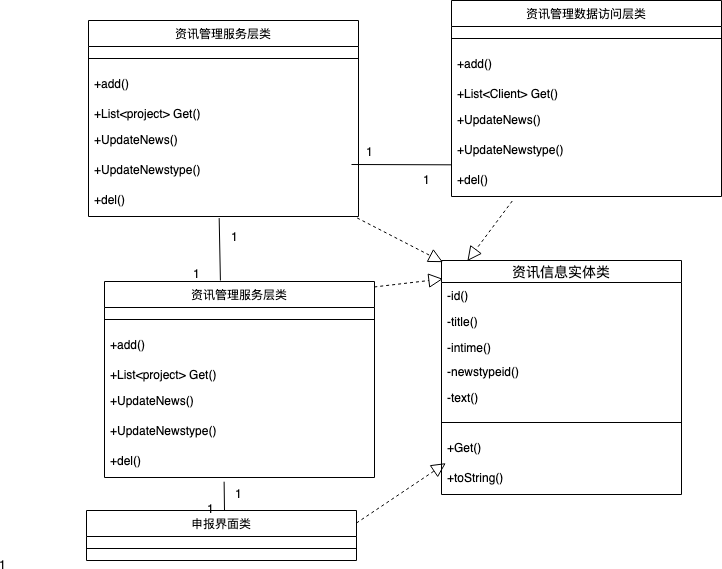 资讯管理服务层类
+add()
+List<project> Get()
+UpdateNews()
+UpdateNewstype()
+del()
资讯管理数据访问层类
+add()
+List<Client> Get()
+UpdateNews()
+UpdateNewstype()
+del()
1
1
1
1
资讯管理服务层类
+add()
+List<project> Get()
+UpdateNews()
+UpdateNewstype()
+del()
资讯信息实体类
-id()
-title()
-intime()
-newstypeid()
-text()
+Get()
+toString()
1
1
申报界面类
1